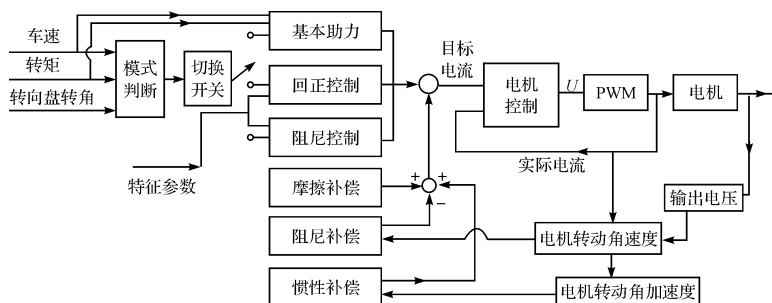 车速
转矩
转向盘转角
模式
判断
切换
开关
特征参数
基本助力
回正控制
阻尼控制
摩擦补偿
阻尼补偿
惯性补偿
+
+
−
目标
电流
电机
控制
U
PWM
电机
实际电流
输出电压
电机转动角速度
电机转动角加速度